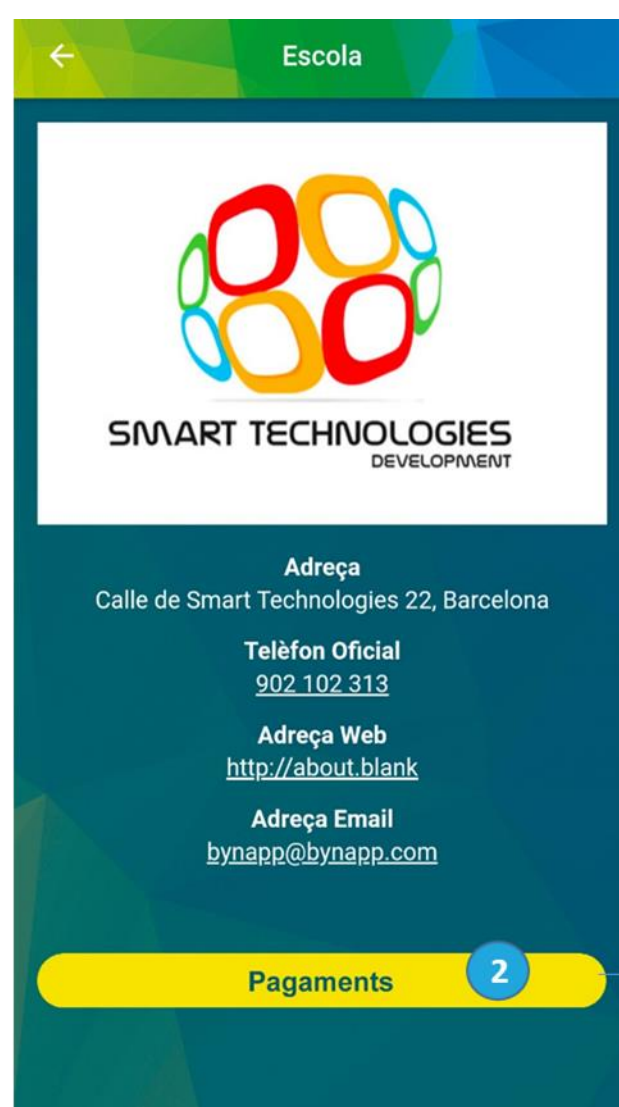 Escola
SMART TECHNOLOGIES
DEVELOPMENT
Adreça
Calle de Smart Technologies 22, Barcelona
Telèfon Oficial
902 102 313
Adreça Web
http://about.blank
Adreça Email
bynapp@bynapp.com
Pagaments 2